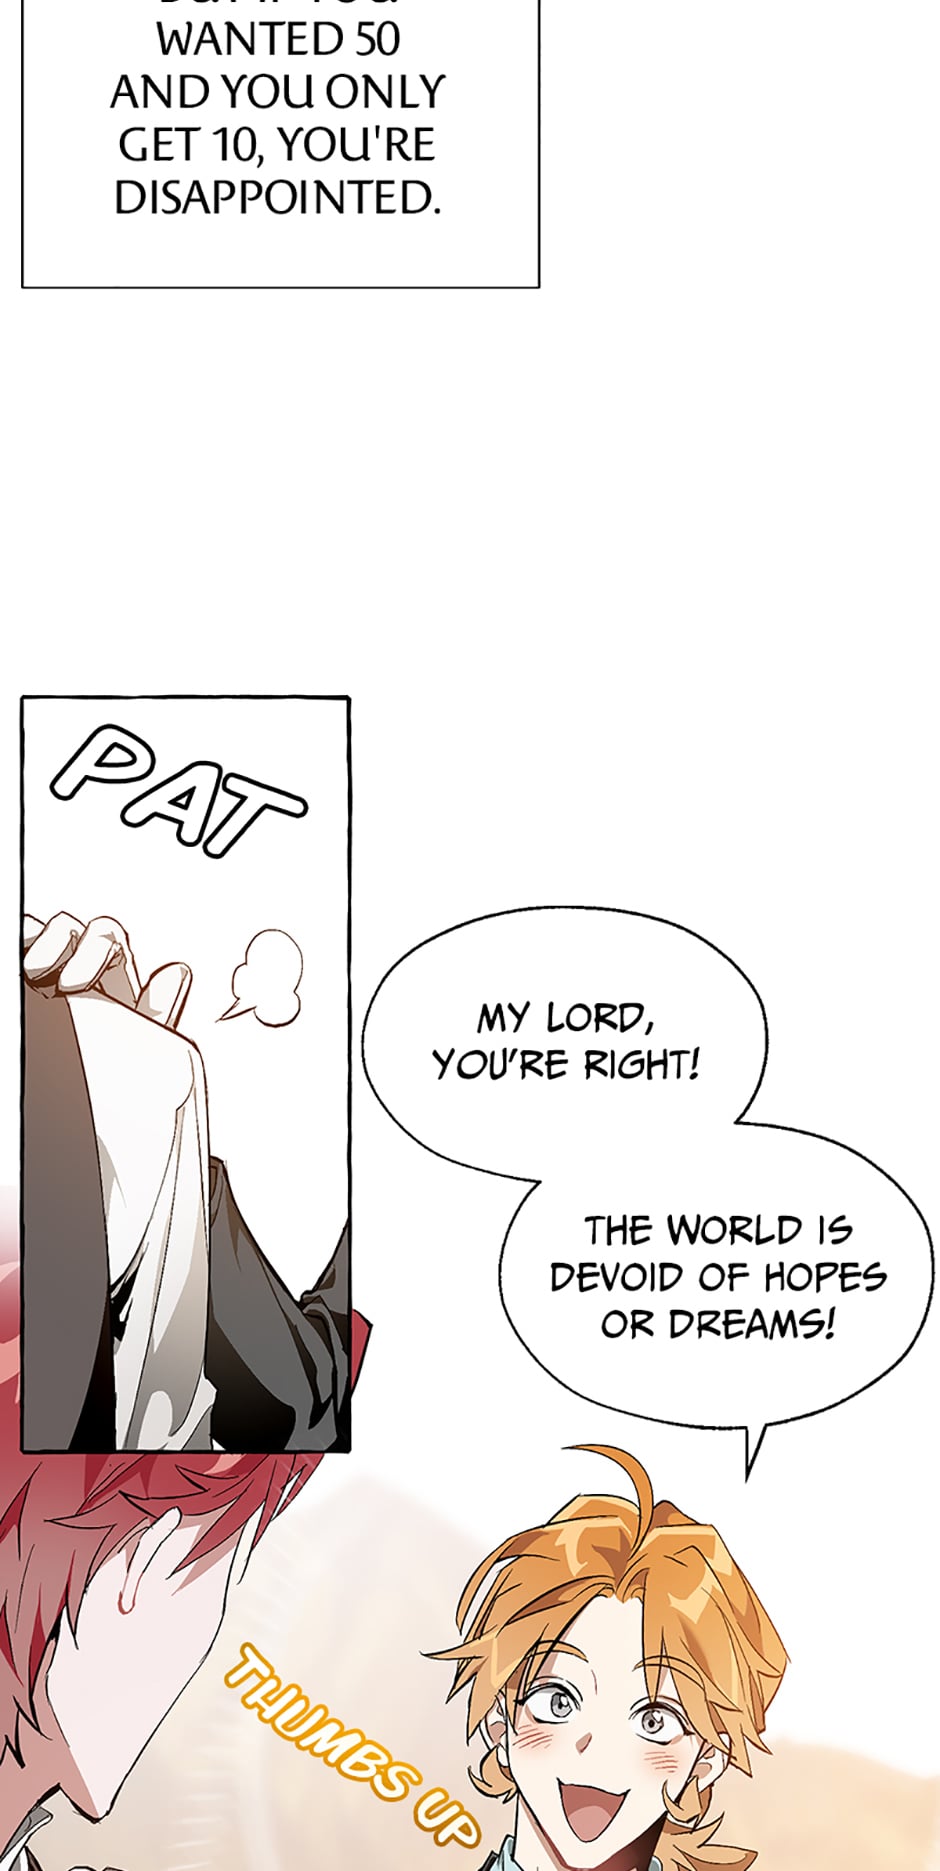 WANTED 50
AND YOU ONLY
GET 10, YOU'RE
DISAPPOINTED.
PAT
MY LORD,
YOU'RE RIGHT!
THE WORLD IS
DEVOID OF HOPES
OR DREAMS!
THUMBS UP